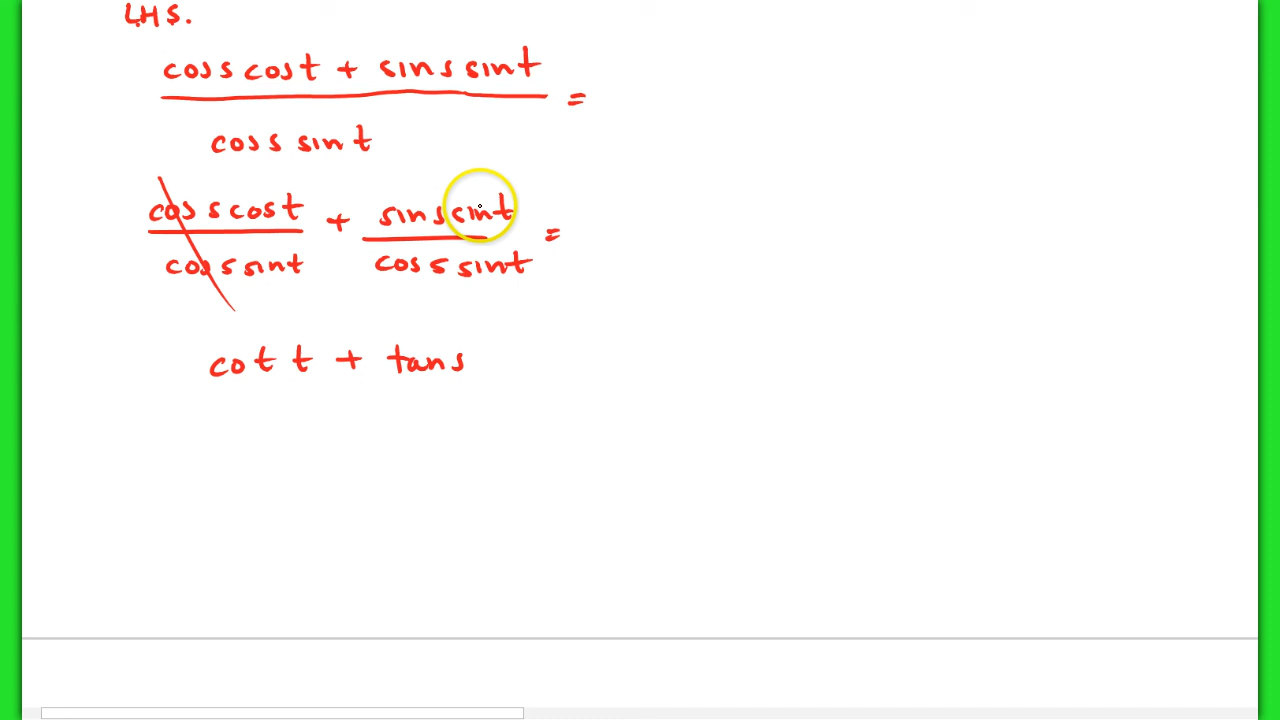 LHS.
cos s cos t + sin s sin t =
cos s sin t
cos s cos t + sin s sin t =
cos s sin t cos s sin t
cot t + tan s